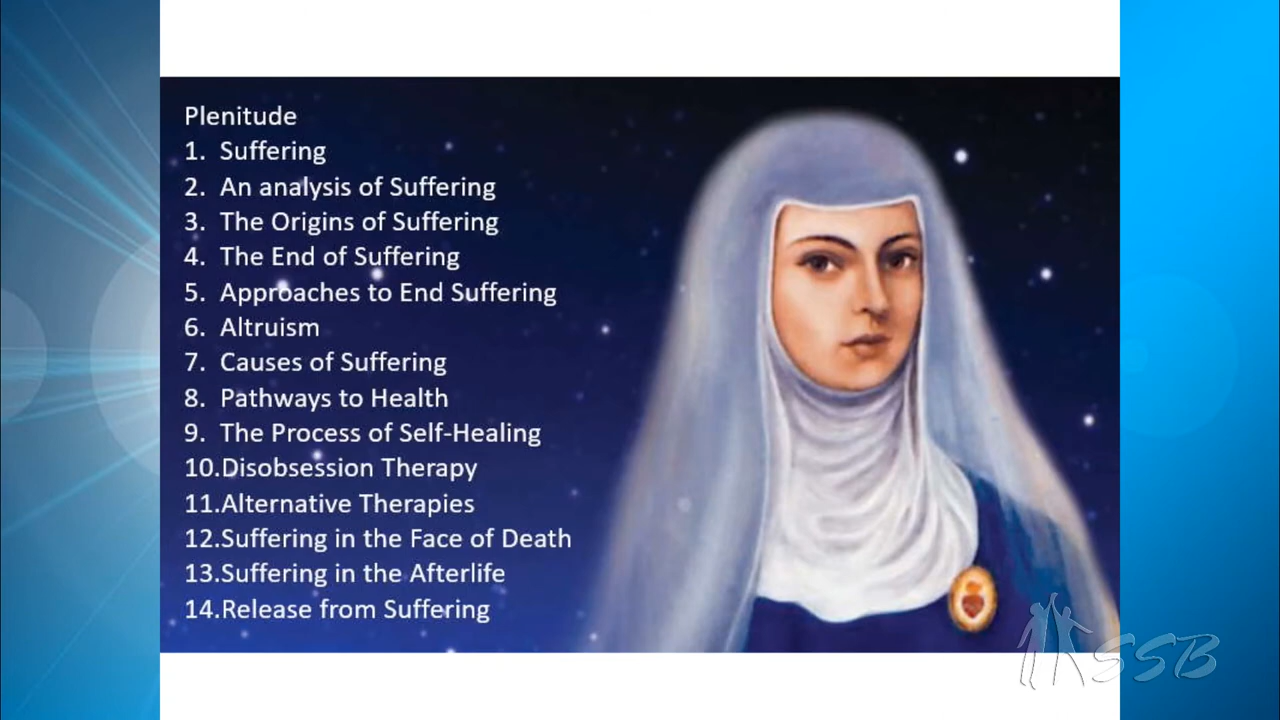 Plenitude
1. Suffering
2. An analysis of Suffering
3. The Origins of Suffering
4. The End of Suffering
5. Approaches to End Suffering
6. Altruism
7. Causes of Suffering
8. Pathways to Health
9. The Process of Self-Healing
10.Disobsession Therapy
11.Alternative Therapies
12.Suffering in the Face of Death
13.Suffering in the Afterlife
14.Release from Suffering
SSB